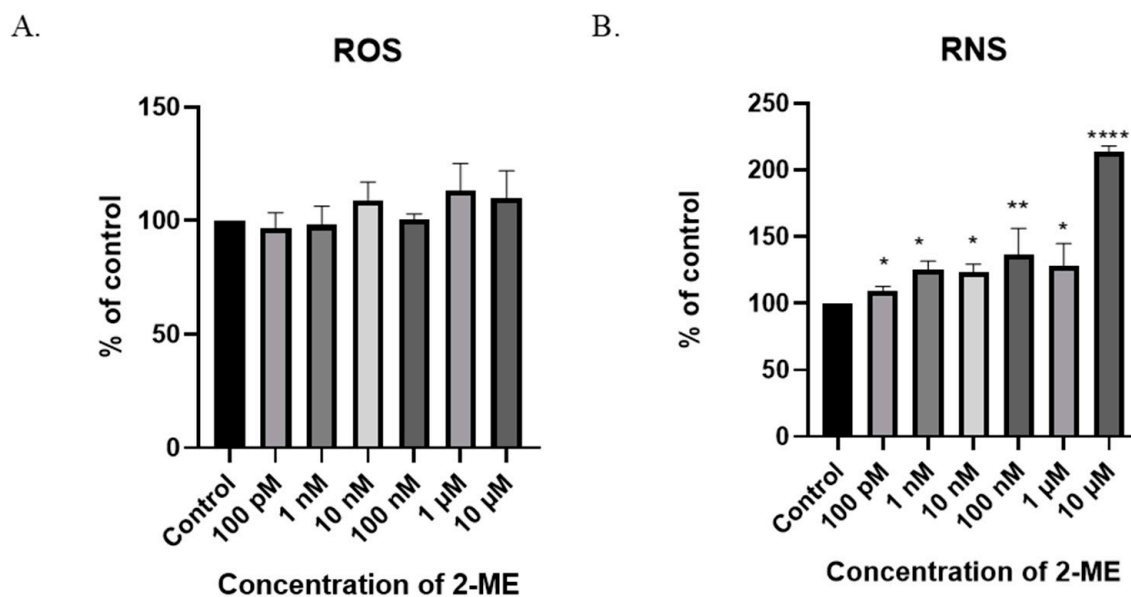 A.
ROS
% of control
150
100
50
0
Control
100 pM
1 nM
10 nM
100 nM
1 µM
10 µM
Concentration of 2-ME
B.
RNS
% of control
250
200
150
100
50
0
*
*
*
**
*
****
Control
100 pM
1 nM
10 nM
100 nM
1 µM
10 µM
Concentration of 2-ME